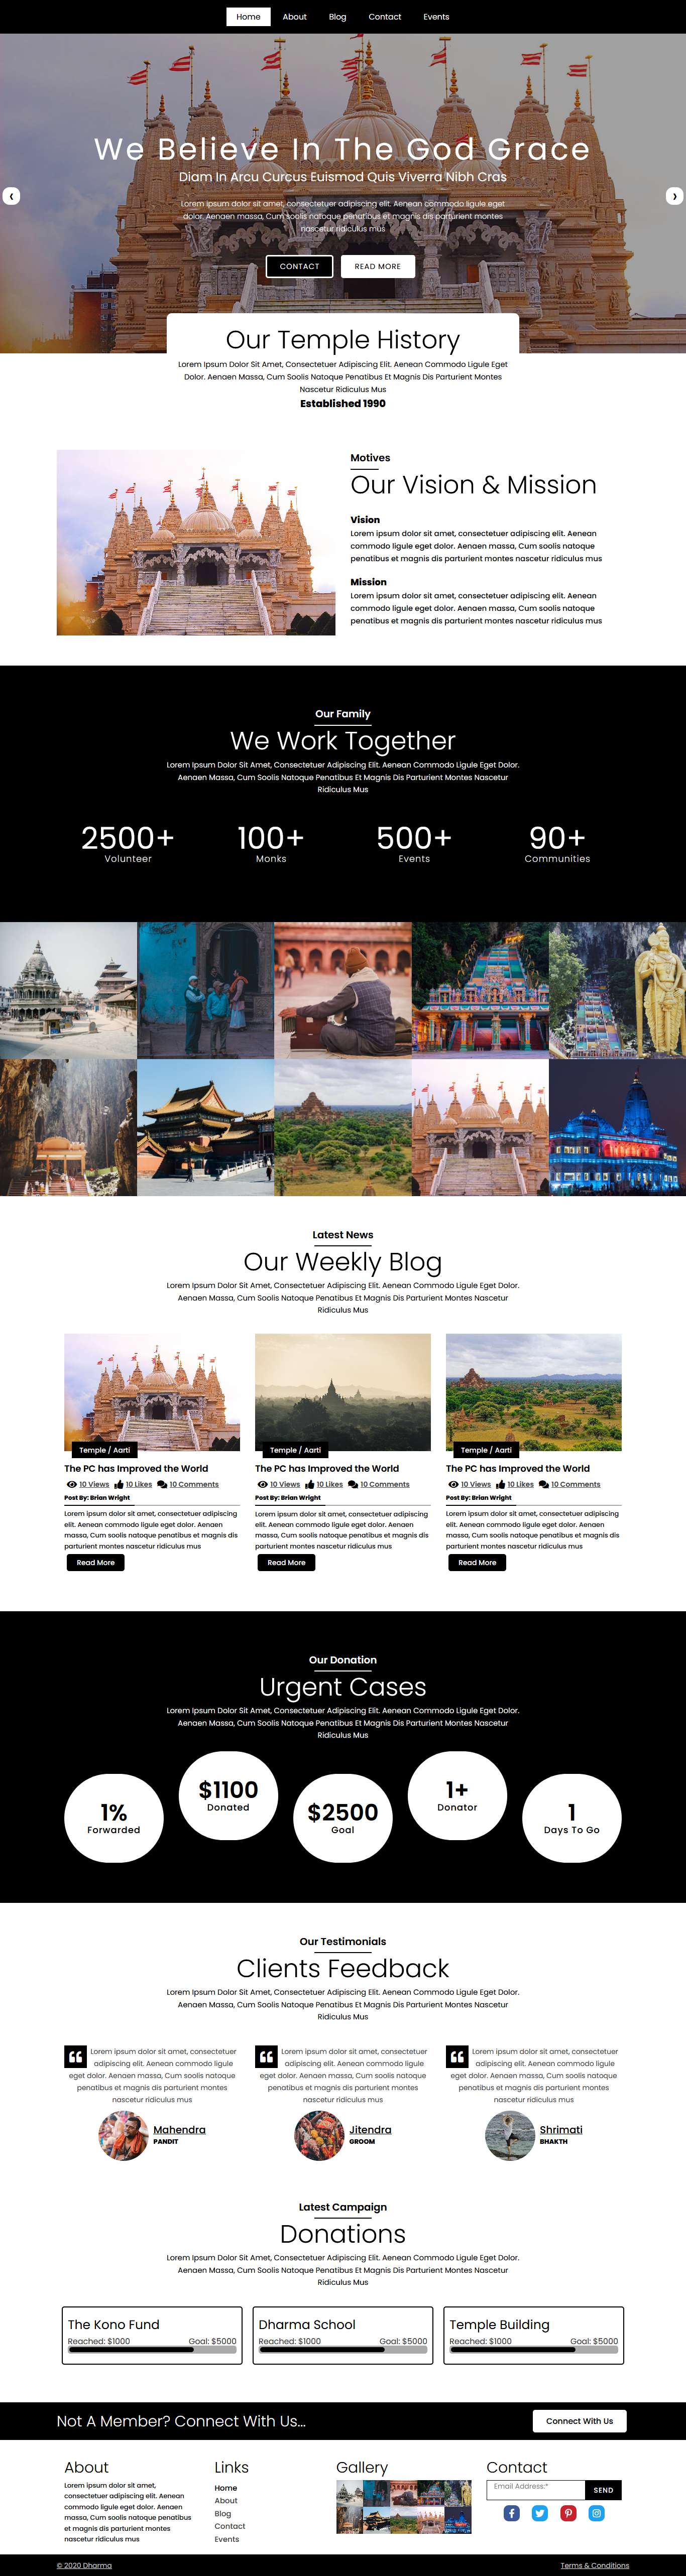 Home About Blog Contact Events
We Believe In The God Grace
Diam In Arcu Curcus Euismod Quis Viverra Nibh Cras
Lorem ipsum dolor sit amet, consectetuer adipiscing elit. Aenean commodo ligule eget
dolor. Aenaen massa, Cum soolis natoque penatibus et magnis dis parturient montes
nascetur ridiculus mus
CONTACT READ MORE
Our Temple History
Lorem Ipsum Dolor Sit Amet, Consectetuer Adipiscing Elit. Aenean Commodo Ligule Eget
Dolor. Aenaen Massa, Cum Soolis Natoque Penatibus Et Magnis Dis Parturient Montes
Nascetur Ridiculus Mus
Established 1990
Motives
Our Vision & Mission
Vision
Lorem ipsum dolor sit amet, consectetuer adipiscing elit. Aenean
commodo ligule eget dolor. Aenaen massa, Cum soolis natoque
penatibus et magnis dis parturient montes nascetur ridiculus mus
Mission
Lorem ipsum dolor sit amet, consectetuer adipiscing elit. Aenean
commodo ligule eget dolor. Aenaen massa, Cum soolis natoque
penatibus et magnis dis parturient montes nascetur ridiculus mus
Our Family
We Work Together
Lorem Ipsum Dolor Sit Amet, Consectetuer Adipiscing Elit. Aenean Commodo Ligule Eget Dolor.
Aenaen Massa, Cum Soolis Natoque Penatibus Et Magnis Dis Parturient Montes Nascetur
Ridiculus Mus
2500+ 100+ 500+ 90+
Volunteer Monks Events Communities
Latest News
Our Weekly Blog
Lorem Ipsum Dolor Sit Amet, Consectetuer Adipiscing Elit. Aenean Commodo Ligule Eget Dolor.
Aenaen Massa, Cum Soolis Natoque Penatibus Et Magnis Dis Parturient Montes Nascetur
Ridiculus Mus
Temple / Aarti
The PC has Improved the World
10 Views 10 Likes 10 Comments
Post By: Brian Wright
Lorem ipsum dolor sit amet, consectetuer adipiscing
elit. Aenean commodo ligule eget dolor. Aenaen
massa, Cum soolis natoque penatibus et magnis dis
parturient montes nascetur ridiculus mus
Read More
Temple / Aarti
The PC has Improved the World
10 Views 10 Likes 10 Comments
Post By: Brian Wright
Lorem ipsum dolor sit amet, consectetuer adipiscing
elit. Aenean commodo ligule eget dolor. Aenaen
massa, Cum soolis natoque penatibus et magnis dis
parturient montes nascetur ridiculus mus
Read More
Temple / Aarti
The PC has Improved the World
10 Views 10 Likes 10 Comments
Post By: Brian Wright
Lorem ipsum dolor sit amet, consectetuer adipiscing
elit. Aenean commodo ligule eget dolor. Aenaen
massa, Cum soolis natoque penatibus et magnis dis
parturient montes nascetur ridiculus mus
Read More
Our Donation
Urgent Cases
Lorem Ipsum Dolor Sit Amet, Consectetuer Adipiscing Elit. Aenean Commodo Ligule Eget Dolor.
Aenaen Massa, Cum Soolis Natoque Penatibus Et Magnis Dis Parturient Montes Nascetur
Ridiculus Mus
1%
Forwarded
$1100
Donated
$2500
Goal
1+
Donator
1
Days To Go
Our Testimonials
Clients Feedback
Lorem Ipsum Dolor Sit Amet, Consectetuer Adipiscing Elit. Aenean Commodo Ligule Eget Dolor.
Aenaen Massa, Cum Soolis Natoque Penatibus Et Magnis Dis Parturient Montes Nascetur
Ridiculus Mus
Lorem ipsum dolor sit amet, consectetuer
adipiscing elit. Aenean commodo ligule
eget dolor. Aenaen massa, Cum soolis natoque
penatibus et magnis dis parturient montes
nascetur ridiculus mus
Mahendra
PANDIT
Lorem ipsum dolor sit amet, consectetuer
adipiscing elit. Aenean commodo ligule
eget dolor. Aenaen massa, Cum soolis natoque
penatibus et magnis dis parturient montes
nascetur ridiculus mus
Jitendra
GROOM
Lorem ipsum dolor sit amet, consectetuer
adipiscing elit. Aenean commodo ligule
eget dolor. Aenaen massa, Cum soolis natoque
penatibus et magnis dis parturient montes
nascetur ridiculus mus
Shrimati
BHAKTH
Latest Campaign
Donations
Lorem Ipsum Dolor Sit Amet, Consectetuer Adipiscing Elit. Aenean Commodo Ligule Eget Dolor.
Aenaen Massa, Cum Soolis Natoque Penatibus Et Magnis Dis Parturient Montes Nascetur
Ridiculus Mus
The Kono Fund
Reached: $1000 Goal: $5000
Dharma School
Reached: $1000 Goal: $5000
Temple Building
Reached: $1000 Goal: $5000
Not A Member? Connect With Us...
Connect With Us
About
Lorem ipsum dolor sit amet,
consectetuer adipiscing elit. Aenean
commodo ligule eget dolor. Aenaen
massa, Cum soolis natoque penatibus
et magnis dis parturient montes
nascetur ridiculus mus
Links
Home
About
Blog
Contact
Events
Gallery
Contact
Email Address:*
SEND
© 2020 Dharma
Terms & Conditions